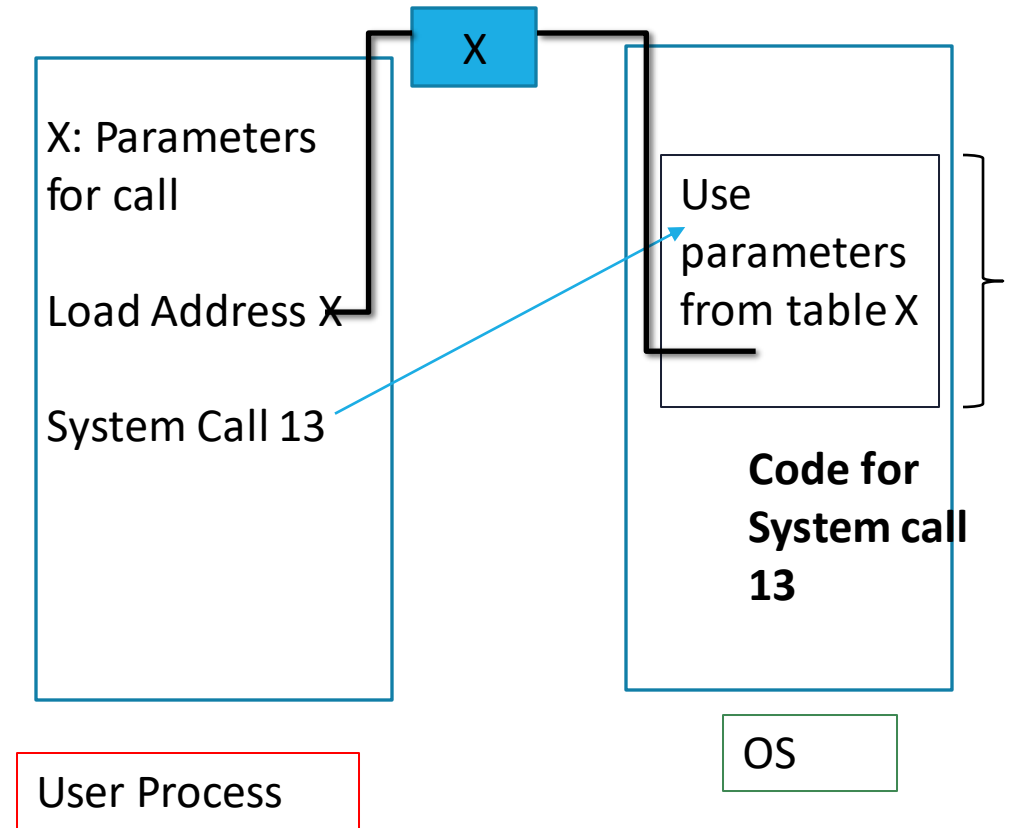 X
X: Parameters
for call
Load Address X
System Call 13
Use
parameters
from table X
Code for
System call
13
OS
User Process